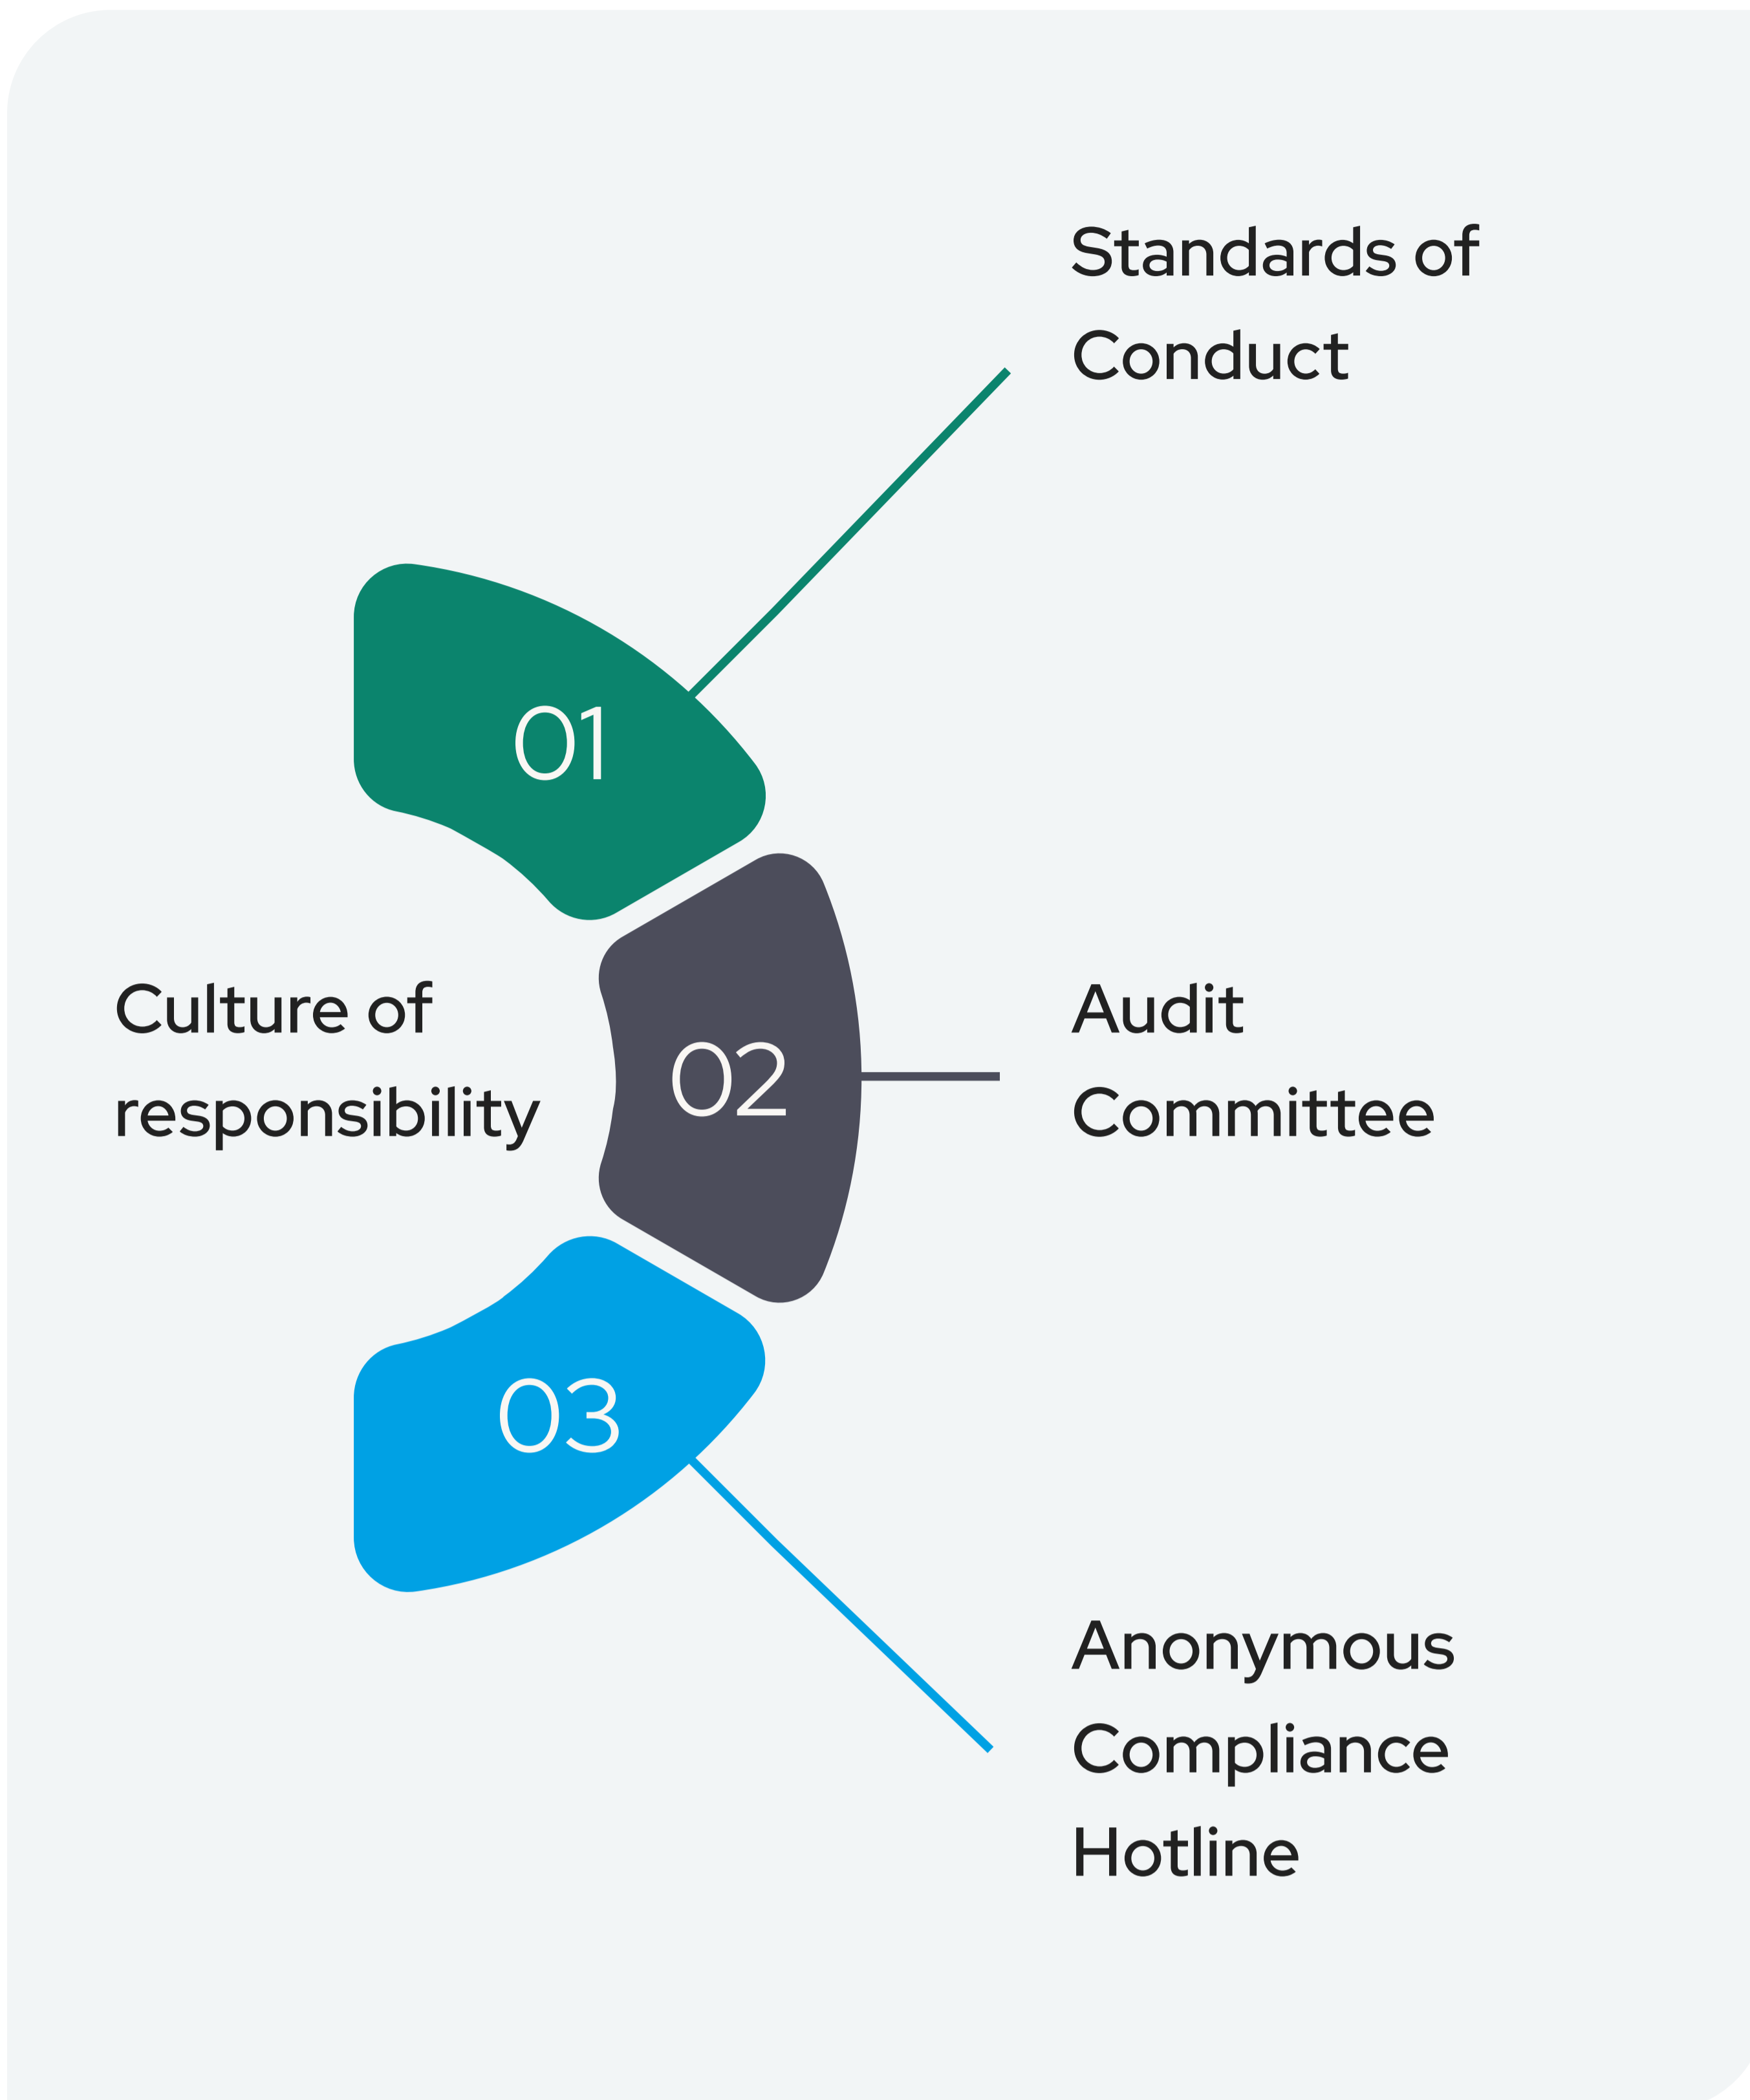 Culture of
responsibility
01
Standards of
Conduct
02
Audit
Committee
03
Anonymous
Compliance
Hotline